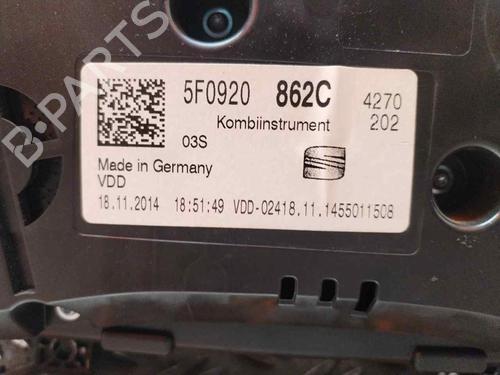 B-PARTS
5F0920 862C 4270
Kombiinstrument 202
03S
Made in Germany
VDD
18.11.2014 18:51:49 VDD-02418.11.1455011508